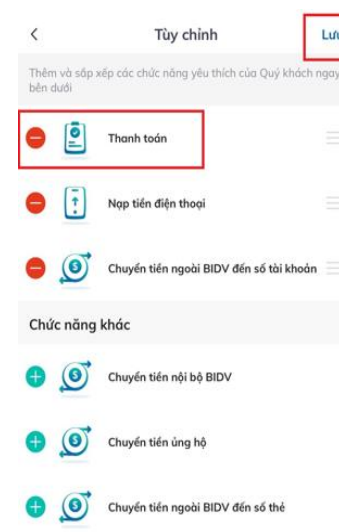 Tùy chỉnh
Lưu
Thêm và sắp xếp các chức năng yêu thích của Quý khách ngay
bên dưới
Thanh toán
Nạp tiền điện thoại
Chuyển tiền ngoài BIDV đến số tài khoản
Chức năng khác
Chuyển tiền nội bộ BIDV
Chuyển tiền ủng hộ
Chuyển tiền ngoài BIDV đến số thẻ